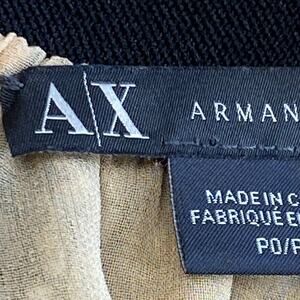 A|X ARMAN
MADE IN C
FABRIQUÉ E
PO/P